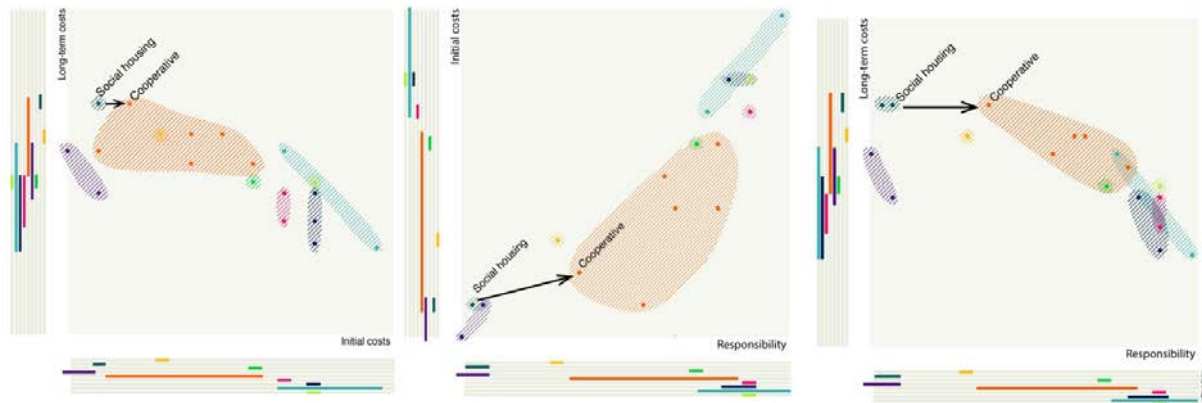 Long-term costs
Social housing
Cooperative
Initial costs
Initial costs
Social housing
Cooperative
Responsibility
Long-term costs
Social housing
Cooperative
Responsibility